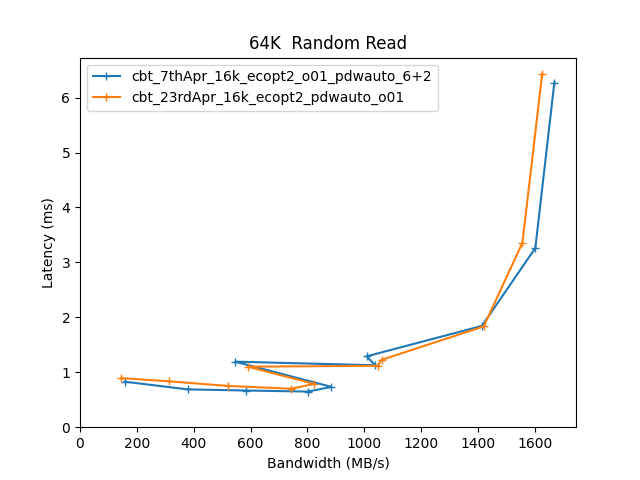 64K  Random Read
cbt_7thApr_16k_ecopt2_o01_pdwauto_6+2
cbt_23rdApr_16k_ecopt2_pdwauto_o01
6
5
4
3
2
1
0
Latency (ms)
0 200 400 600 800 1000 1200 1400 1600
Bandwidth (MB/s)